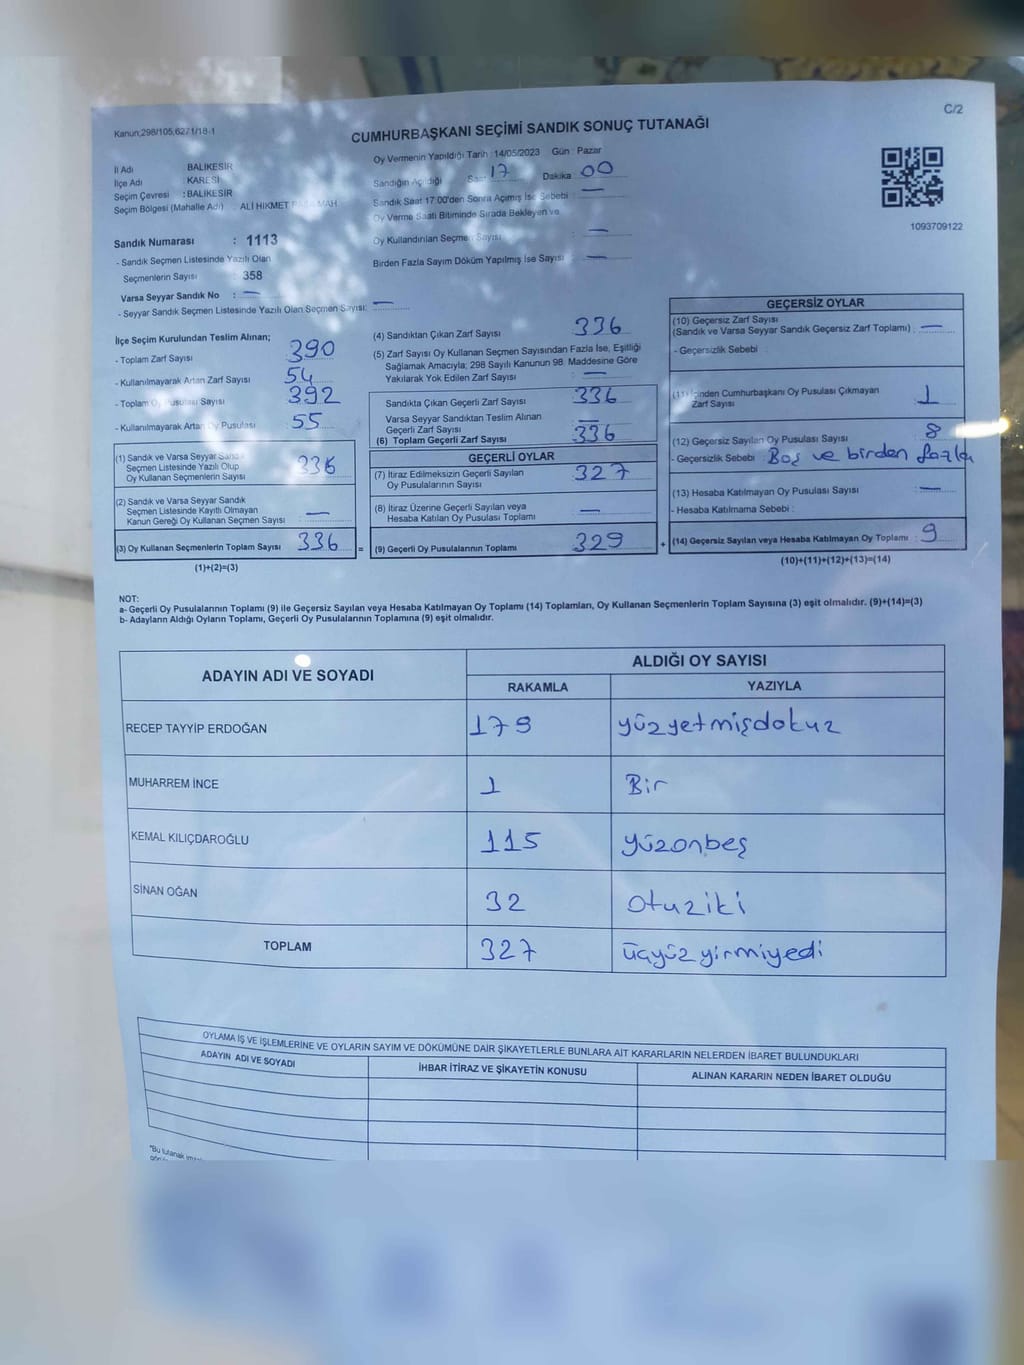 C/2
Kanun;298/105,6271/18-1
CUMHURBAŞKANI SEÇİMİ SANDIK SONUÇ TUTANAĞI
İl Adı : BALIKESİR
İlçe Adı : KARESİ
Seçim Çevresi : BALIKESİR
Seçim Bölgesi (Mahalle Adı) : ALİ HİKMET MAH
Sandık Numarası : 1113
- Sandık Seçmen Listesinde Yazılı Olan
Seçmenlerin Sayısı : 358
Varsa Seyyar Sandık No : —
- Seyyar Sandık Seçmen Listesinde Yazılı Olan Seçmen Sayısı: —
Oy Vermenin Yapıldığı Tarih : 14/05/2023 Gün : Pazar
Sandığın Açıldığı Saat 17 Dakika 00
Sandık Saat 17.00'den Sonra Açımış İse Sebebi : —
Oy Verme Saati Bitiminde Sırada Bekleyen ve
Oy Kullandırılan Seçmen Sayısı : —
Birden Fazla Sayım Döküm Yapılmış İse Sayısı : —
1093709122
İlçe Seçim Kurulundan Teslim Alınan;
- Toplam Zarf Sayısı 390
- Kullanılmayarak Artan Zarf Sayısı 54
- Toplam Oy Pusulası Sayısı 392
- Kullanılmayarak Artan Oy Pusulası 55
(1) Sandık ve Varsa Seyyar Sandık
Seçmen Listesinde Yazılı Olup
Oy Kullanan Seçmenlerin Sayısı 336
(2) Sandık ve Varsa Seyyar Sandık
Seçmen Listesinde Kayıtlı Olmayan
Kanun Gereği Oy Kullanan Seçmen Sayısı : —
(3) Oy Kullanan Seçmenlerin Toplam Sayısı 336
(1)+(2)=(3)
=
(4) Sandıktan Çıkan Zarf Sayısı 336
(5) Zarf Sayısı Oy Kullanan Seçmen Sayısından Fazla İse, Eşitliği
Sağlamak Amacıyla; 298 Sayılı Kanunun 98. Maddesine Göre
Yakılarak Yok Edilen Zarf Sayısı : —
Sandıkta Çıkan Geçerli Zarf Sayısı : 336
Varsa Seyyar Sandıktan Teslim Alınan
Geçerli Zarf Sayısı : —
(6) Toplam Geçerli Zarf Sayısı : 336
GEÇERLİ OYLAR
(7) İtiraz Edilmeksizin Geçerli Sayılan
Oy Pusulalarının Sayısı : 327
(8) İtiraz Üzerine Geçerli Sayılan veya
Hesaba Katılan Oy Pusulası Toplamı : —
(9) Geçerli Oy Pusulalarının Toplamı : 329
+
GEÇERSİZ OYLAR
(10) Geçersiz Zarf Sayısı
(Sandık ve Varsa Seyyar Sandık Geçersiz Zarf Toplamı) : —
- Geçersizlik Sebebi :
(11) İçinden Cumhurbaşkanı Oy Pusulası Çıkmayan
Zarf Sayısı : 1
(12) Geçersiz Sayılan Oy Pusulası Sayısı : 8
- Geçersizlik Sebebi : Boş ve birden fazla
(13) Hesaba Katılmayan Oy Pusulası Sayısı : —
- Hesaba Katılmama Sebebi :
(14) Geçersiz Sayılan veya Hesaba Katılmayan Oy Toplamı : 9
(10)+(11)+(12)+(13)=(14)
NOT:
a- Geçerli Oy Pusulalarının Toplamı (9) ile Geçersiz Sayılan veya Hesaba Katılmayan Oy Toplamı (14) Toplamları, Oy Kullanan Seçmenlerin Toplam Sayısına (3) eşit olmalıdır. (9)+(14)=(3)
b- Adayların Aldığı Oyların Toplamı, Geçerli Oy Pusulalarının Toplamına (9) eşit olmalıdır.
ADAYIN ADI VE SOYADI ALDIĞI OY SAYISI
RAKAMLA YAZIYLA
RECEP TAYYİP ERDOĞAN 179 yüzyetmişdokuz
MUHARREM İNCE 1 Bir
KEMAL KILIÇDAROĞLU 115 yüzonbeş
SİNAN OĞAN 32 otuziki
TOPLAM 327 üçyüzyirmiyedi
OYLAMA İŞ VE İŞLEMLERİNE VE OYLARIN SAYIM VE DÖKÜMÜNE DAİR ŞİKAYETLERLE BUNLARA AİT KARARLARIN NELERDEN İBARET BULUNDUKLARI
ADAYIN ADI VE SOYADI İHBAR İTİRAZ VE ŞİKAYETİN KONUSU ALINAN KARARIN NEDEN İBARET OLDUĞU
"Bu tutanak